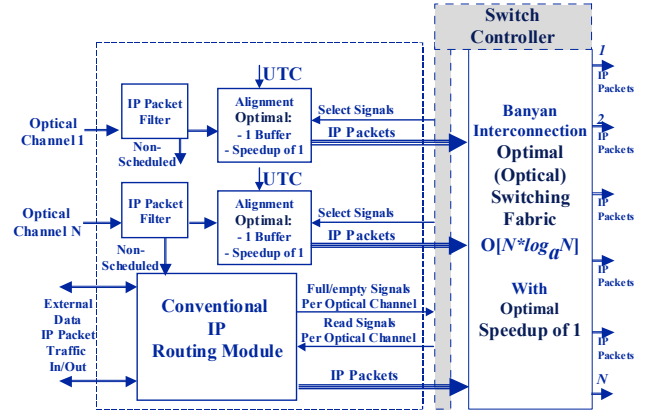 Switch
Controller
UTC
IP Packet
Filter
Alignment
Optimal:
- 1 Buffer
- Speedup of 1
Optical
Channel 1
Non-
Scheduled
Select Signals
IP Packets
UTC
IP Packet
Filter
Alignment
Optimal:
- 1 Buffer
- Speedup of 1
Optical
Channel N
Non-
Scheduled
Select Signals
IP Packets
External
Data
IP Packet
Traffic
In/Out
Conventional
IP
Routing Module
Full/empty Signals
Per Optical Channel
Read Signals
Per Optical Channel
IP Packets
Banyan
Interconnection
Optimal
(Optical)
Switching
Fabric
O[N*logaN]
With
Optimal
Speedup of 1
1
IP
Packets
2
IP
Packets
IP
Packets
IP
Packets
IP
Packets
N